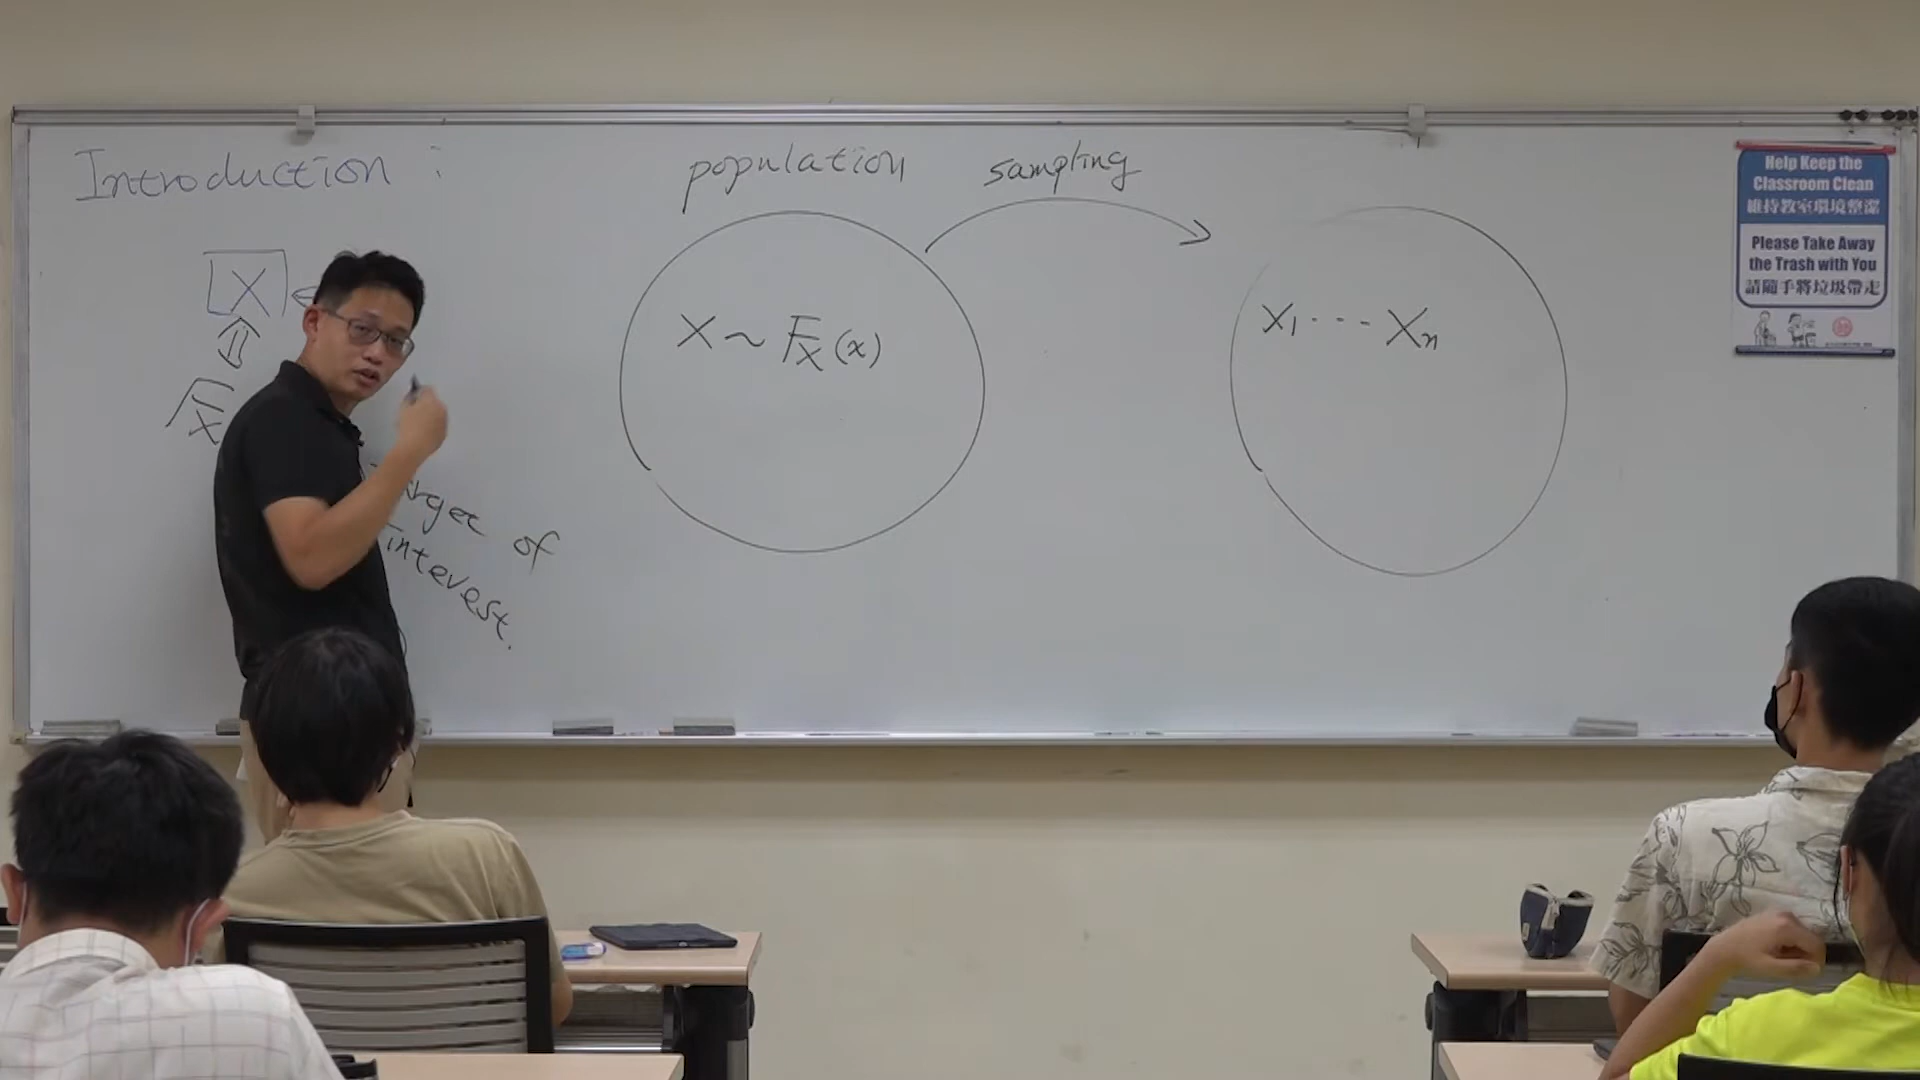 Introduction :
population
sampling
X
X ~ F_X(x)
X_1 ... X_n
F_X
of
interest.
Help Keep the
Classroom Clean
維持教室環境整潔
Please Take Away
the Trash with You
請隨手將垃圾帶走